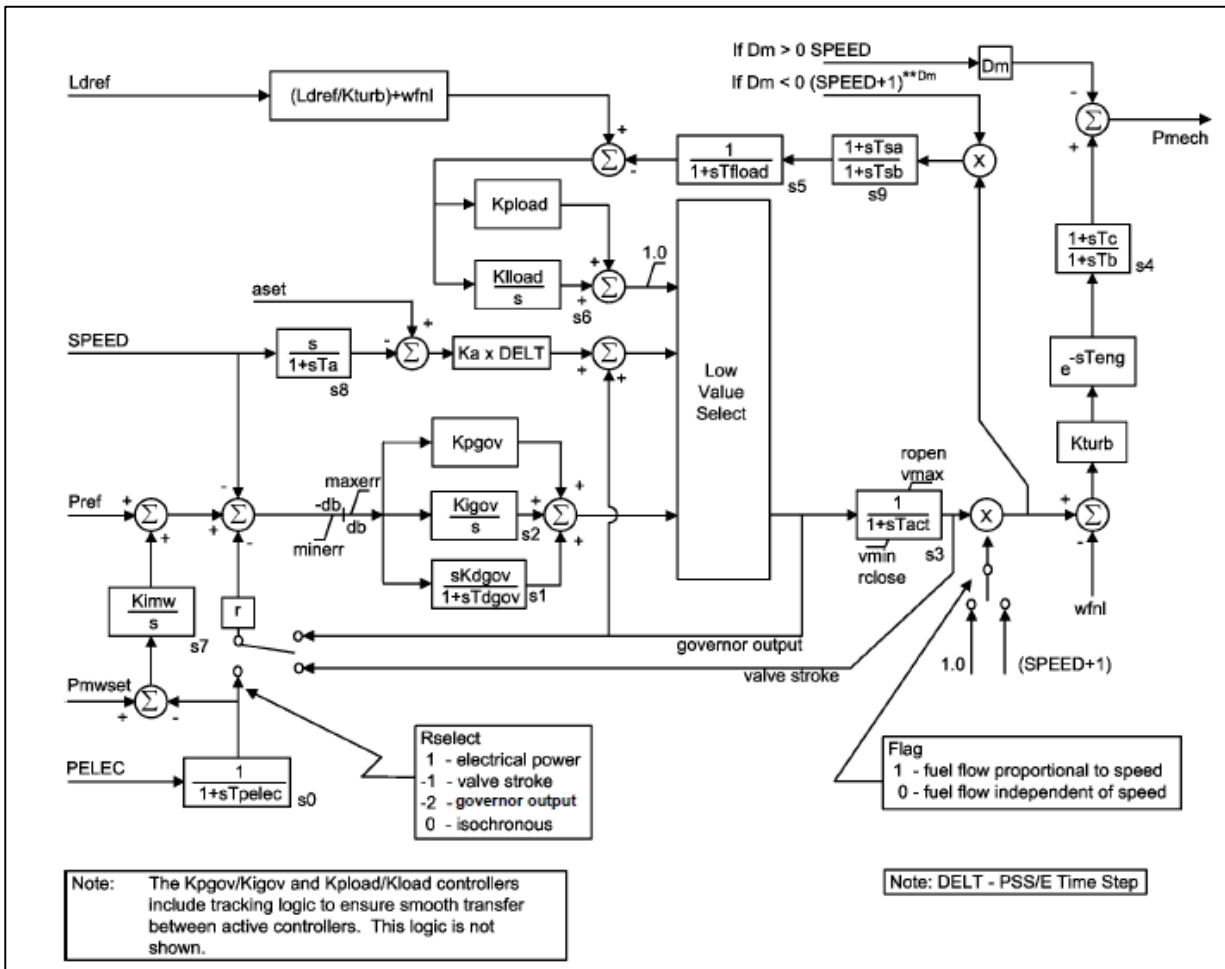 If Dm > 0 SPEED
Dm
If Dm < 0 (SPEED+1)**Dm
Ldref
(Ldref/Kturb)+wfnl
-
Σ
Pmech
+
+
Σ
-
1
1+sTfload
s5
1+sTsa
1+sTsb
s9
X
Kpload
KIload
s
s6
+
+
Σ
1.0
1+sTc
1+sTb
s4
aset
SPEED
s
1+sTa
s8
-
+
Σ
Ka x DELT
+
Σ
+
Low
Value
Select
e-sTeng
Kturb
Kpgov
Pref
+
Σ
+
-
+
Σ
-
-db
maxerr
db
minerr
Kigov
s
s2
+
+
Σ
+
sKdgov
1+sTdgov
s1
ropen
vmax
1
1+sTact
s3
vmin
rclose
X
+
Σ
-
wfnl
Kimw
s
s7
r
governor output
valve stroke
1.0
(SPEED+1)
Pmwset
+
Σ
-
PELEC
1
1+sTpelec
s0
Rselect
1 - electrical power
-1 - valve stroke
-2 - governor output
0 - isochronous
Flag
1 - fuel flow proportional to speed
0 - fuel flow independent of speed
Note: The Kpgov/Kigov and Kpload/Kload controllers
include tracking logic to ensure smooth transfer
between active controllers. This logic is not
shown.
Note: DELT - PSS/E Time Step